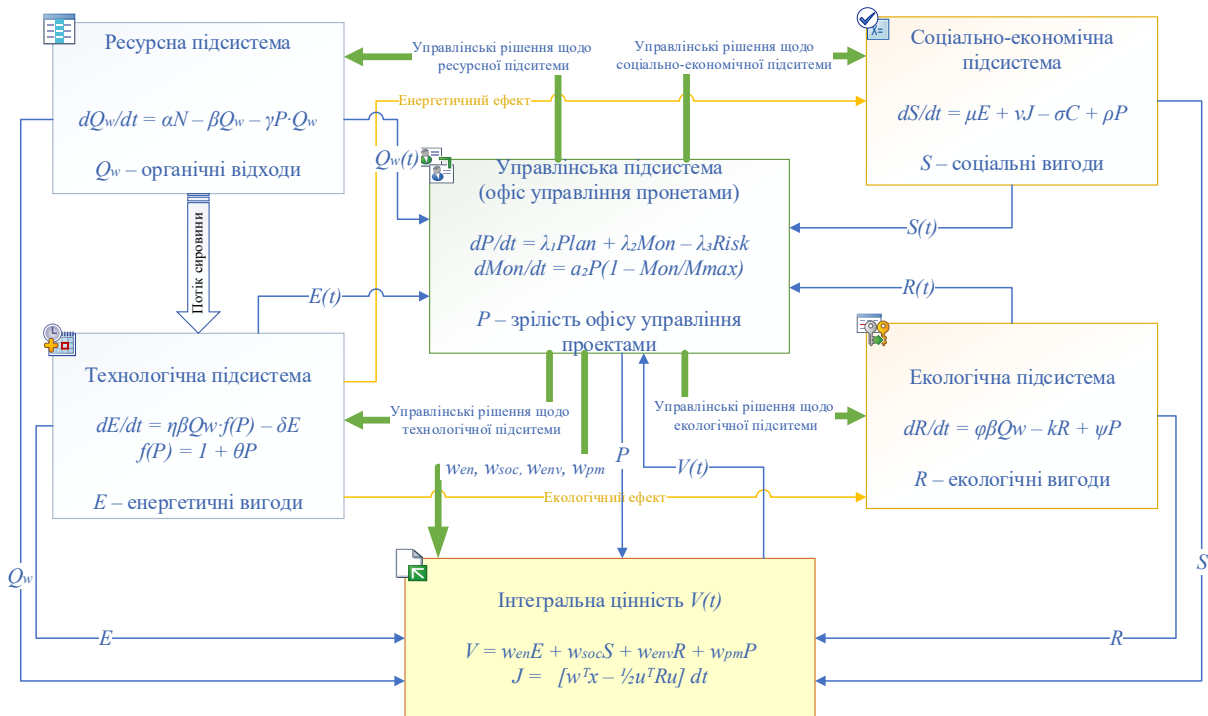 Ресурсна підсистема
dQw/dt = αN – βQw – γP·Qw
Qw – органічні відходи
Управлінські рішення щодо
ресурсної підситеми
Управлінські рішення щодо
соціально-економічної підситеми
Соціально-економічна
підсистема
dS/dt = μE + νJ – σC + ρP
S – соціальні вигоди
Енергетичний ефект
Qw(t)
Управлінська підсистема
(офіс управління пронетами)
dP/dt = λ₁Plan + λ₂Mon – λ₃Risk
dMon/dt = a₂P(1 – Mon/Mmax)
P – зрілість офісу управління
проектами
S(t)
R(t)
E(t)
Потік сировини
Технологічна підсистема
dE/dt = ηβQw·f(P) – δE
f(P) = 1 + θP
E – енергетичні вигоди
Управлінські рішення щодо
технологічної підситеми
Управлінські рішення щодо
екологічної підситеми
Екологічна підсистема
dR/dt = φβQw – kR + ψP
R – екологічні вигоди
wen, wsoc, wenv, wpm
P
V(t)
Екологічний ефект
Qw
E
R
S
Інтегральна цінність V(t)
V = wenE + wsocS + wenvR + wpmP
J = [wᵀx – ½uᵀRu] dt